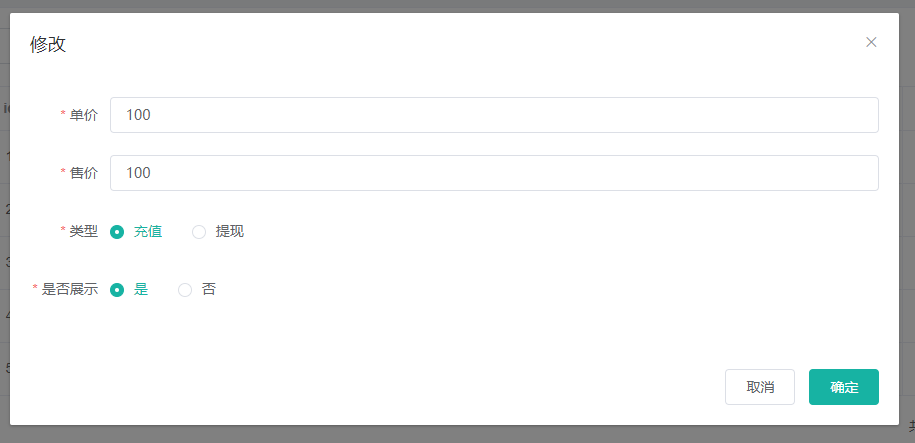 修改
* 单价 100
* 售价 100
* 类型 充值 提现
* 是否展示 是 否
取消 确定